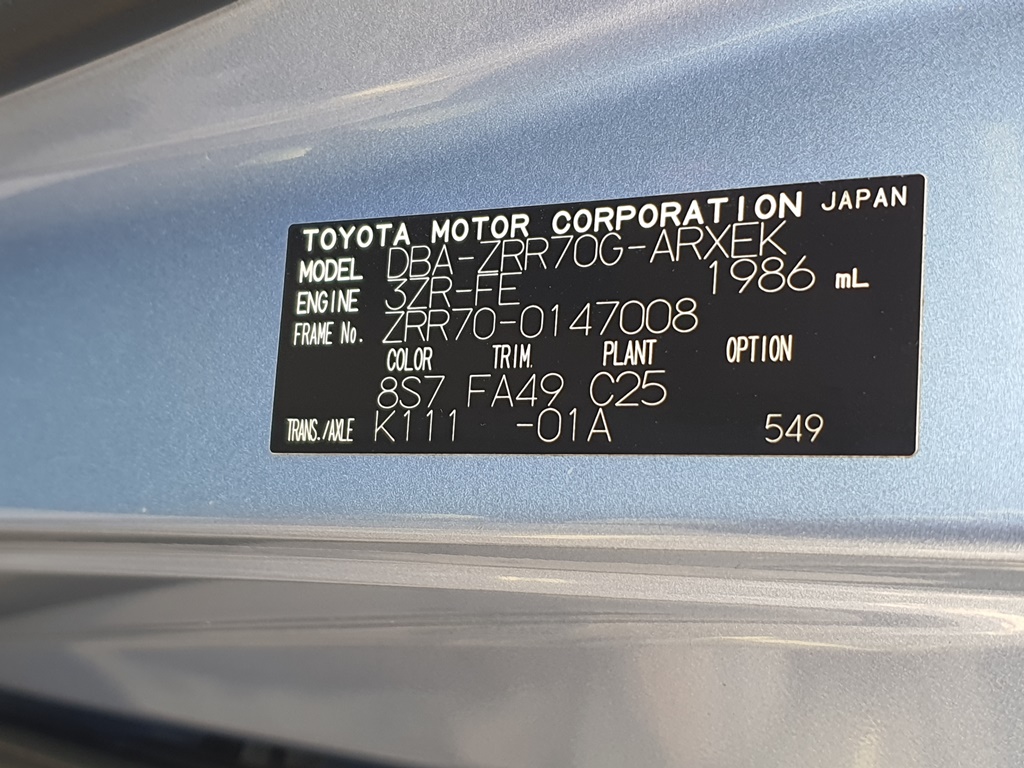 TOYOTA MOTOR CORPORATION JAPAN
MODEL DBA-ZRR70G-ARXEK
ENGINE 3ZR-FE 1986 mL
FRAME No. ZRR70-0147008
COLOR TRIM. PLANT OPTION
8S7 FA49 C25
TRANS./AXLE K111 -01A 549